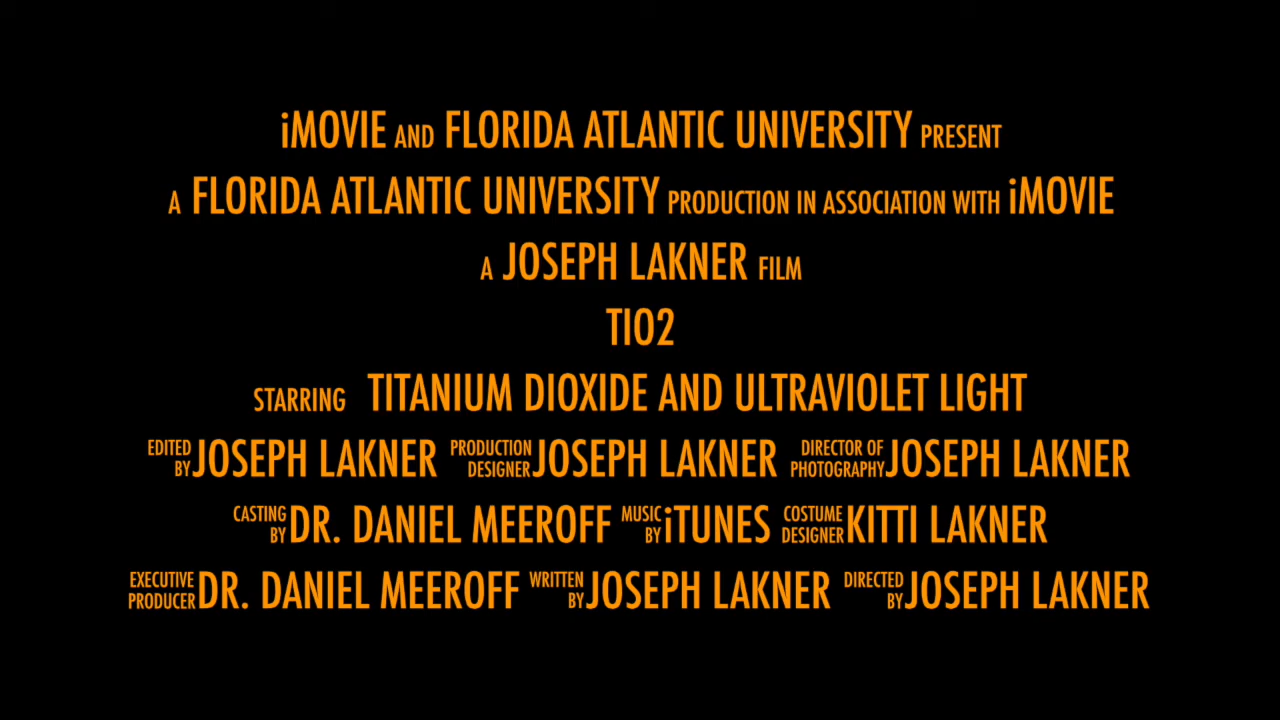 iMOVIE AND FLORIDA ATLANTIC UNIVERSITY PRESENT
A FLORIDA ATLANTIC UNIVERSITY PRODUCTION IN ASSOCIATION WITH iMOVIE
A JOSEPH LAKNER FILM
TIO2
STARRING TITANIUM DIOXIDE AND ULTRAVIOLET LIGHT
EDITED BY JOSEPH LAKNER PRODUCTION DESIGNER JOSEPH LAKNER DIRECTOR OF PHOTOGRAPHY JOSEPH LAKNER
CASTING BY DR. DANIEL MEEROFF MUSIC BY iTUNES COSTUME DESIGNER KITTI LAKNER
EXECUTIVE PRODUCER DR. DANIEL MEEROFF WRITTEN BY JOSEPH LAKNER DIRECTED BY JOSEPH LAKNER